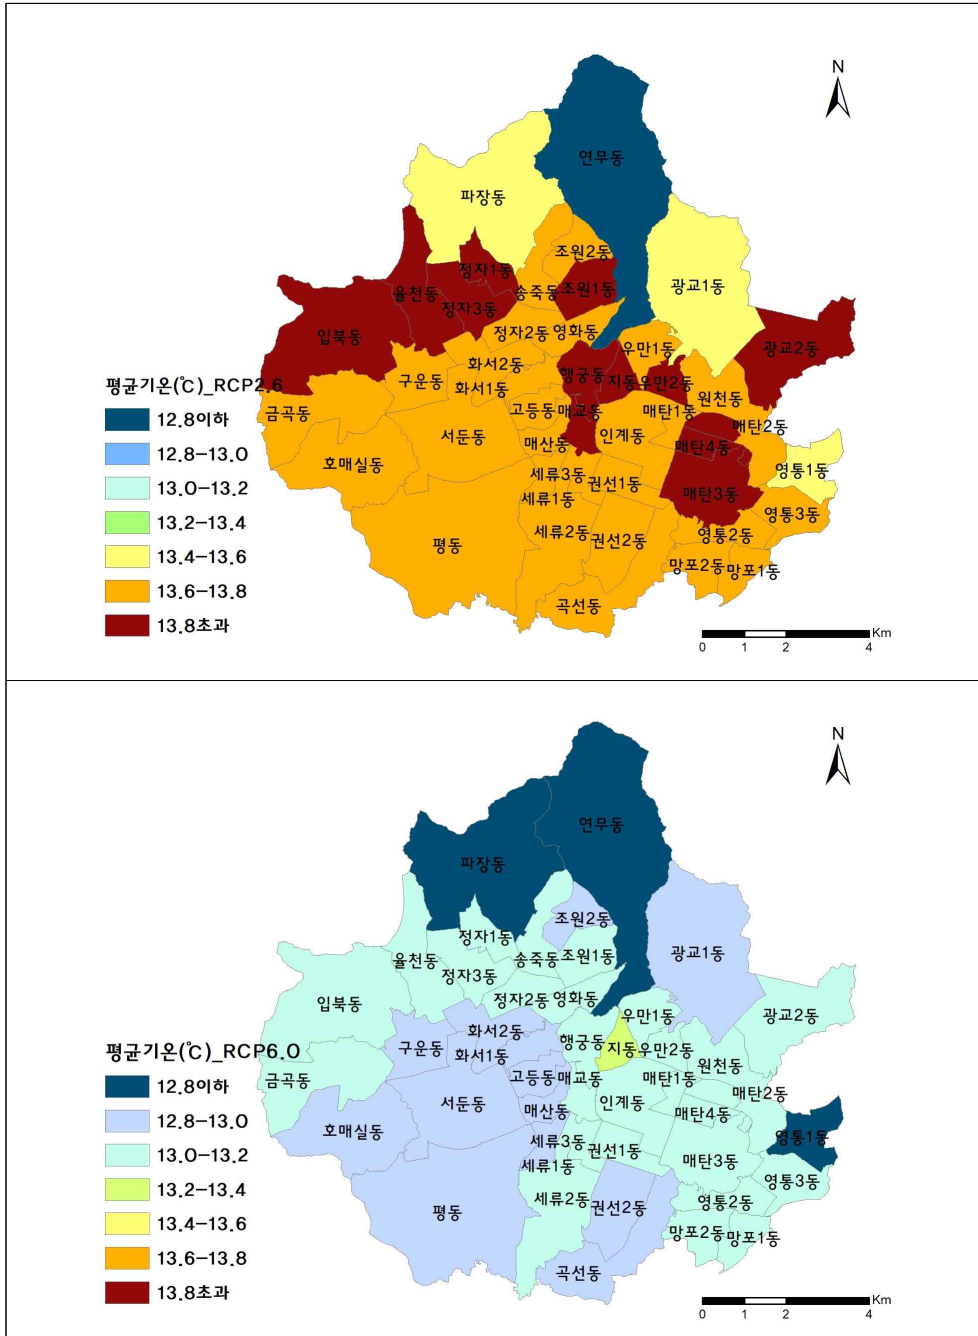 N
연무동
파장동
조원2동
정자1동
광교1동
율천동
송죽동
조원1동
정자3동
입북동
정자2동
영화동
우만1동
광교2동
화서2동
행궁동
지동
우만2동
구운동
화서1동
원천동
평균기온(℃)_RCP2.6
고등동
매교동
매탄1동
12.8이하
금곡동
매탄2동
서둔동
매산동
인계동
매탄4동
12.8-13.0
호매실동
세류3동
권선1동
영통1동
13.0-13.2
세류1동
매탄3동
13.2-13.4
영통3동
세류2동
권선2동
영통2동
평동
13.4-13.6
망포2동
망포1동
13.6-13.8
곡선동
13.8초과
Km
0 1 2 4
N
연무동
파장동
조원2동
정자1동
광교1동
율천동
송죽동
조원1동
정자3동
입북동
정자2동
영화동
우만1동
광교2동
화서2동
행궁동
지동
우만2동
구운동
화서1동
원천동
평균기온(℃)_RCP6.0
고등동
매교동
매탄1동
12.8이하
금곡동
매탄2동
서둔동
매산동
인계동
매탄4동
12.8-13.0
호매실동
세류3동
권선1동
영통1동
13.0-13.2
세류1동
매탄3동
13.2-13.4
영통3동
세류2동
권선2동
영통2동
평동
13.4-13.6
망포2동
망포1동
13.6-13.8
곡선동
13.8초과
Km
0 1 2 4